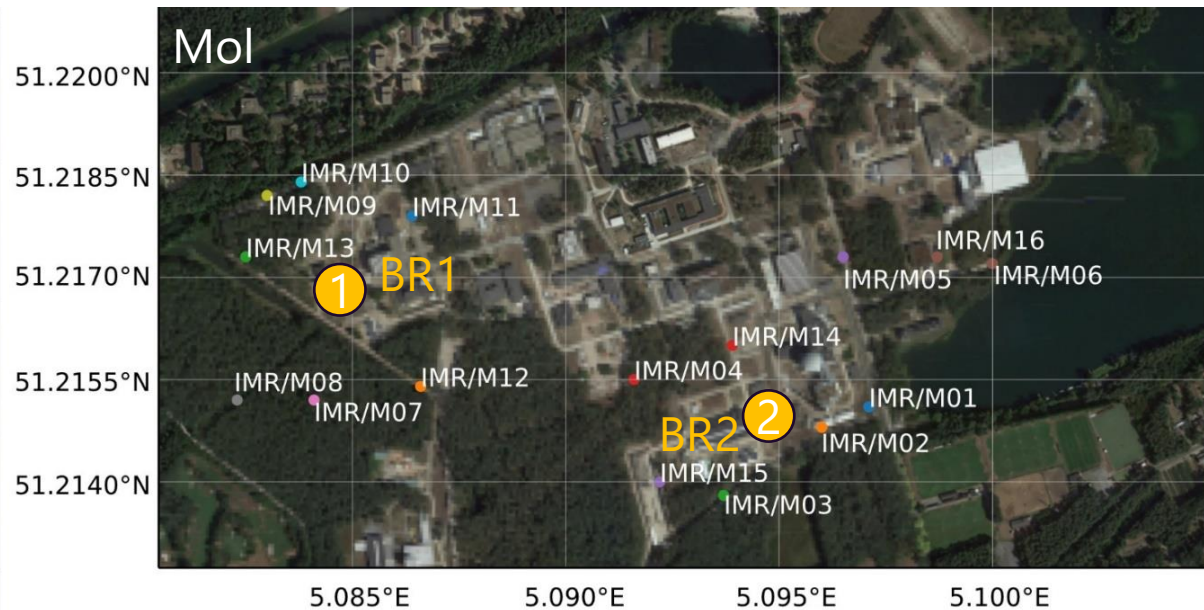 Mol
51.2200°N
51.2185°N
IMR/M10
IMR/M09
IMR/M11
IMR/M13
IMR/M16
51.2170°N
1
BR1
IMR/M05
IMR/M06
IMR/M14
51.2155°N
IMR/M08
IMR/M12
IMR/M04
IMR/M07
IMR/M01
2
BR2
IMR/M02
51.2140°N
IMR/M15
IMR/M03
5.085°E
5.090°E
5.095°E
5.100°E